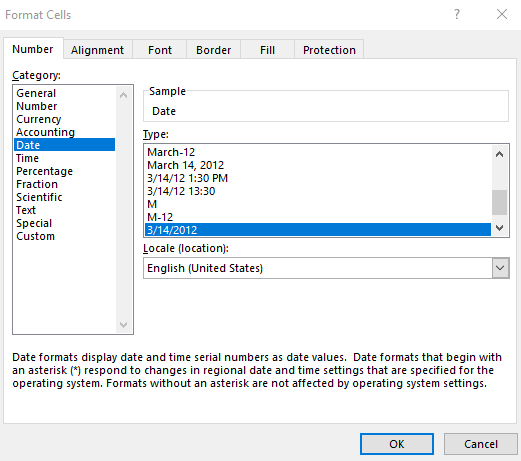 Format Cells
?
Number Alignment Font Border Fill Protection
Category:
General
Number
Currency
Accounting
Date
Time
Percentage
Fraction
Scientific
Text
Special
Custom
Sample
Date
Type:
March-12
March 14, 2012
3/14/12 1:30 PM
3/14/12 13:30
M
M-12
3/14/2012
Locale (location):
English (United States)
Date formats display date and time serial numbers as date values.  Date formats that begin with
an asterisk (*) respond to changes in regional date and time settings that are specified for the
operating system. Formats without an asterisk are not affected by operating system settings.
OK Cancel